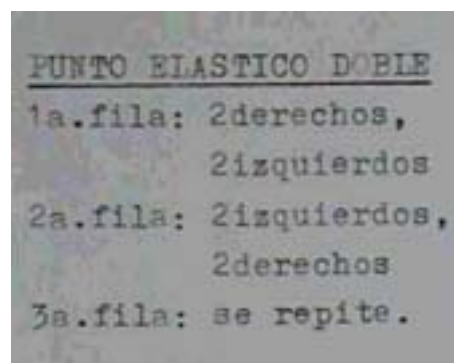 PUNTO ELASTICO DOBLE
1a.fila: 2derechos,
2izquierdos
2a.fila: 2izquierdos,
2derechos
3a.fila: se repite.